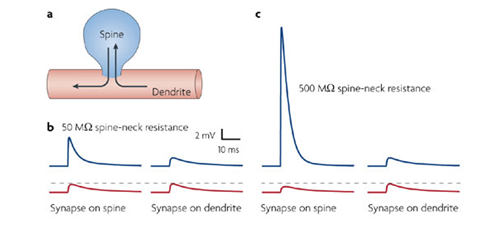 a
Spine
Dendrite
b
50 MΩ spine-neck resistance
2 mV
10 ms
Synapse on spine
Synapse on dendrite
c
500 MΩ spine-neck resistance
Synapse on spine
Synapse on dendrite